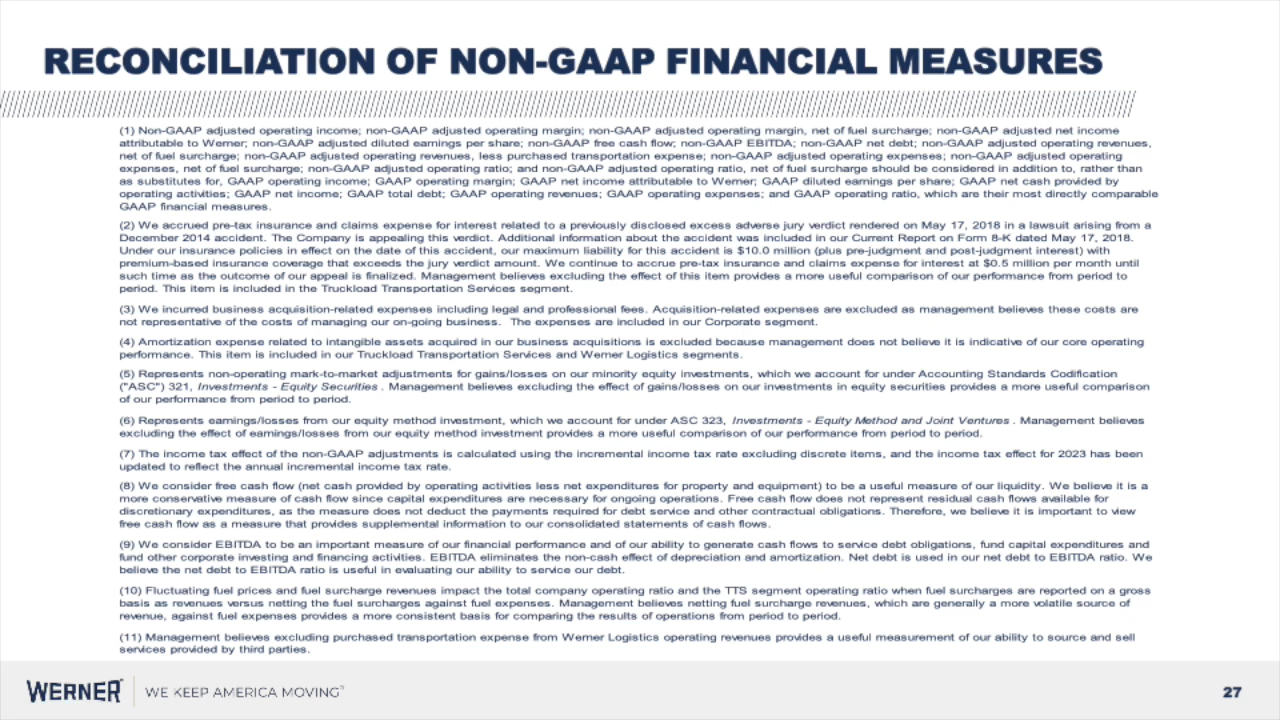 RECONCILIATION OF NON-GAAP FINANCIAL MEASURES
(1) Non-GAAP adjusted operating income; non-GAAP adjusted operating margin; non-GAAP adjusted operating margin, net of fuel surcharge; non-GAAP adjusted net income
attributable to Werner; non-GAAP adjusted diluted earnings per share; non-GAAP free cash flow; non-GAAP EBITDA; non-GAAP net debt; non-GAAP adjusted operating revenues,
net of fuel surcharge; non-GAAP adjusted operating revenues, less purchased transportation expense; non-GAAP adjusted operating expenses; non-GAAP adjusted operating
expenses, net of fuel surcharge; non-GAAP adjusted operating ratio; and non-GAAP adjusted operating ratio, net of fuel surcharge should be considered in addition to, rather than
as substitutes for, GAAP operating income; GAAP operating margin; GAAP net income attributable to Werner; GAAP diluted earnings per share; GAAP net cash provided by
operating activities; GAAP net income; GAAP total debt; GAAP operating revenues; GAAP operating expenses; and GAAP operating ratio, which are their most directly comparable
GAAP financial measures.
(2) We accrued pre-tax insurance and claims expense for interest related to a previously disclosed excess adverse jury verdict rendered on May 17, 2018 in a lawsuit arising from a
December 2014 accident. The Company is appealing this verdict. Additional information about the accident was included in our Current Report on Form 8-K dated May 17, 2018.
Under our insurance policies in effect on the date of this accident, our maximum liability for this accident is $10.0 million (plus pre-judgment and post-judgment interest) with
premium-based insurance coverage that exceeds the jury verdict amount. We continue to accrue pre-tax insurance and claims expense for interest at $0.5 million per month until
such time as the outcome of our appeal is finalized. Management believes excluding the effect of this item provides a more useful comparison of our performance from period to
period. This item is included in the Truckload Transportation Services segment.
(3) We incurred business acquisition-related expenses including legal and professional fees. Acquisition-related expenses are excluded as management believes these costs are
not representative of the costs of managing our on-going business. The expenses are included in our Corporate segment.
(4) Amortization expense related to intangible assets acquired in our business acquisitions is excluded because management does not believe it is indicative of our core operating
performance. This item is included in our Truckload Transportation Services and Werner Logistics segments.
(5) Represents non-operating mark-to-market adjustments for gains/losses on our minority equity investments, which we account for under Accounting Standards Codification
("ASC") 321, Investments - Equity Securities . Management believes excluding the effect of gains/losses on our investments in equity securities provides a more useful comparison
of our performance from period to period.
(6) Represents earnings/losses from our equity method investment, which we account for under ASC 323, Investments - Equity Method and Joint Ventures . Management believes
excluding the effect of earnings/losses from our equity method investment provides a more useful comparison of our performance from period to period.
(7) The income tax effect of the non-GAAP adjustments is calculated using the incremental income tax rate excluding discrete items, and the income tax effect for 2023 has been
updated to reflect the annual incremental income tax rate.
(8) We consider free cash flow (net cash provided by operating activities less net expenditures for property and equipment) to be a useful measure of our liquidity. We believe it is a
more conservative measure of cash flow since capital expenditures are necessary for ongoing operations. Free cash flow does not represent residual cash flows available for
discretionary expenditures, as the measure does not deduct the payments required for debt service and other contractual obligations. Therefore, we believe it is important to view
free cash flow as a measure that provides supplemental information to our consolidated statements of cash flows.
(9) We consider EBITDA to be an important measure of our financial performance and of our ability to generate cash flows to service debt obligations, fund capital expenditures and
fund other corporate investing and financing activities. EBITDA eliminates the non-cash effect of depreciation and amortization. Net debt is used in our net debt to EBITDA ratio. We
believe the net debt to EBITDA ratio is useful in evaluating our ability to service our debt.
(10) Fluctuating fuel prices and fuel surcharge revenues impact the total company operating ratio and the TTS segment operating ratio when fuel surcharges are reported on a gross
basis as revenues versus netting the fuel surcharges against fuel expenses. Management believes netting fuel surcharge revenues, which are generally a more volatile source of
revenue, against fuel expenses provides a more consistent basis for comparing the results of operations from period to period.
(11) Management believes excluding purchased transportation expense from Werner Logistics operating revenues provides a useful measurement of our ability to source and sell
services provided by third parties.
WERNER WE KEEP AMERICA MOVING™ 27